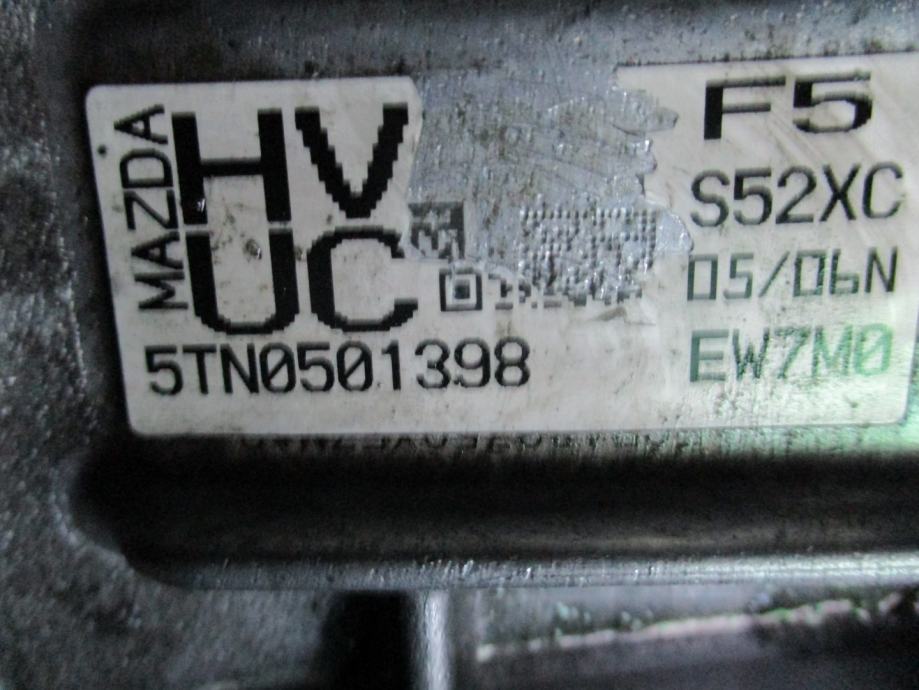 MAZDA
HV
UC
5TN0501398
F5
S52XC
05/06N
EW7M0